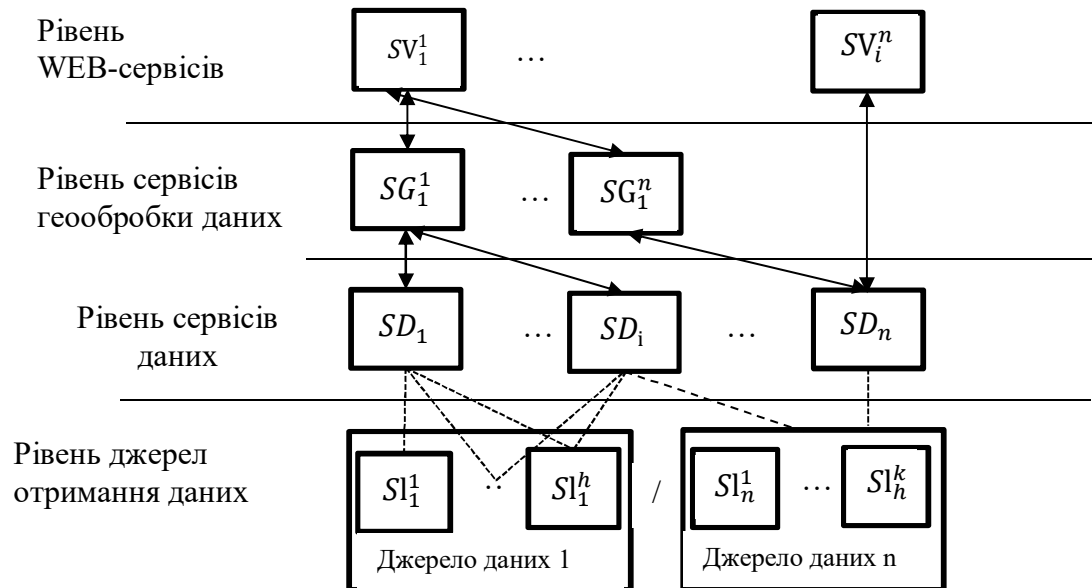 Рівень
WEB-сервісів
SV₁¹ … SVᵢⁿ
Рівень сервісів
геообробки даних
SG₁¹ … SG₁ⁿ
Рівень сервісів
даних
SD₁ … SDᵢ … SDₙ
Рівень джерел
отримання даних
Sl₁¹ .. Sl₁ʰ / Slₙ¹ … Slₕᵏ
Джерело даних 1 Джерело даних n